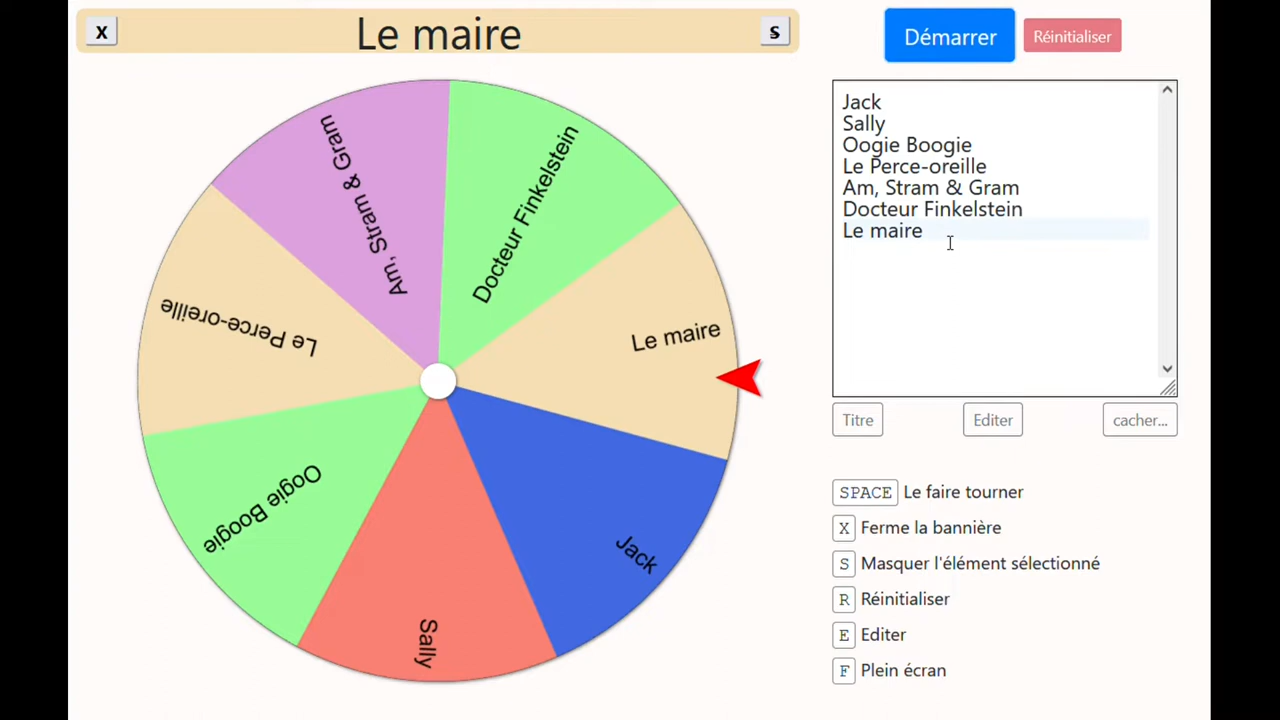 X
Le maire
S
Démarrer
Réinitialiser
Am, Stram & Gram
Docteur Finkelstein
Le maire
Le Perce-oreille
Oogie Boogie
Sally
Jack
Jack
Sally
Oogie Boogie
Le Perce-oreille
Am, Stram & Gram
Docteur Finkelstein
Le maire
Titre
Editer
cacher...
SPACE Le faire tourner
X Ferme la bannière
S Masquer l'élément sélectionné
R Réinitialiser
E Editer
F Plein écran